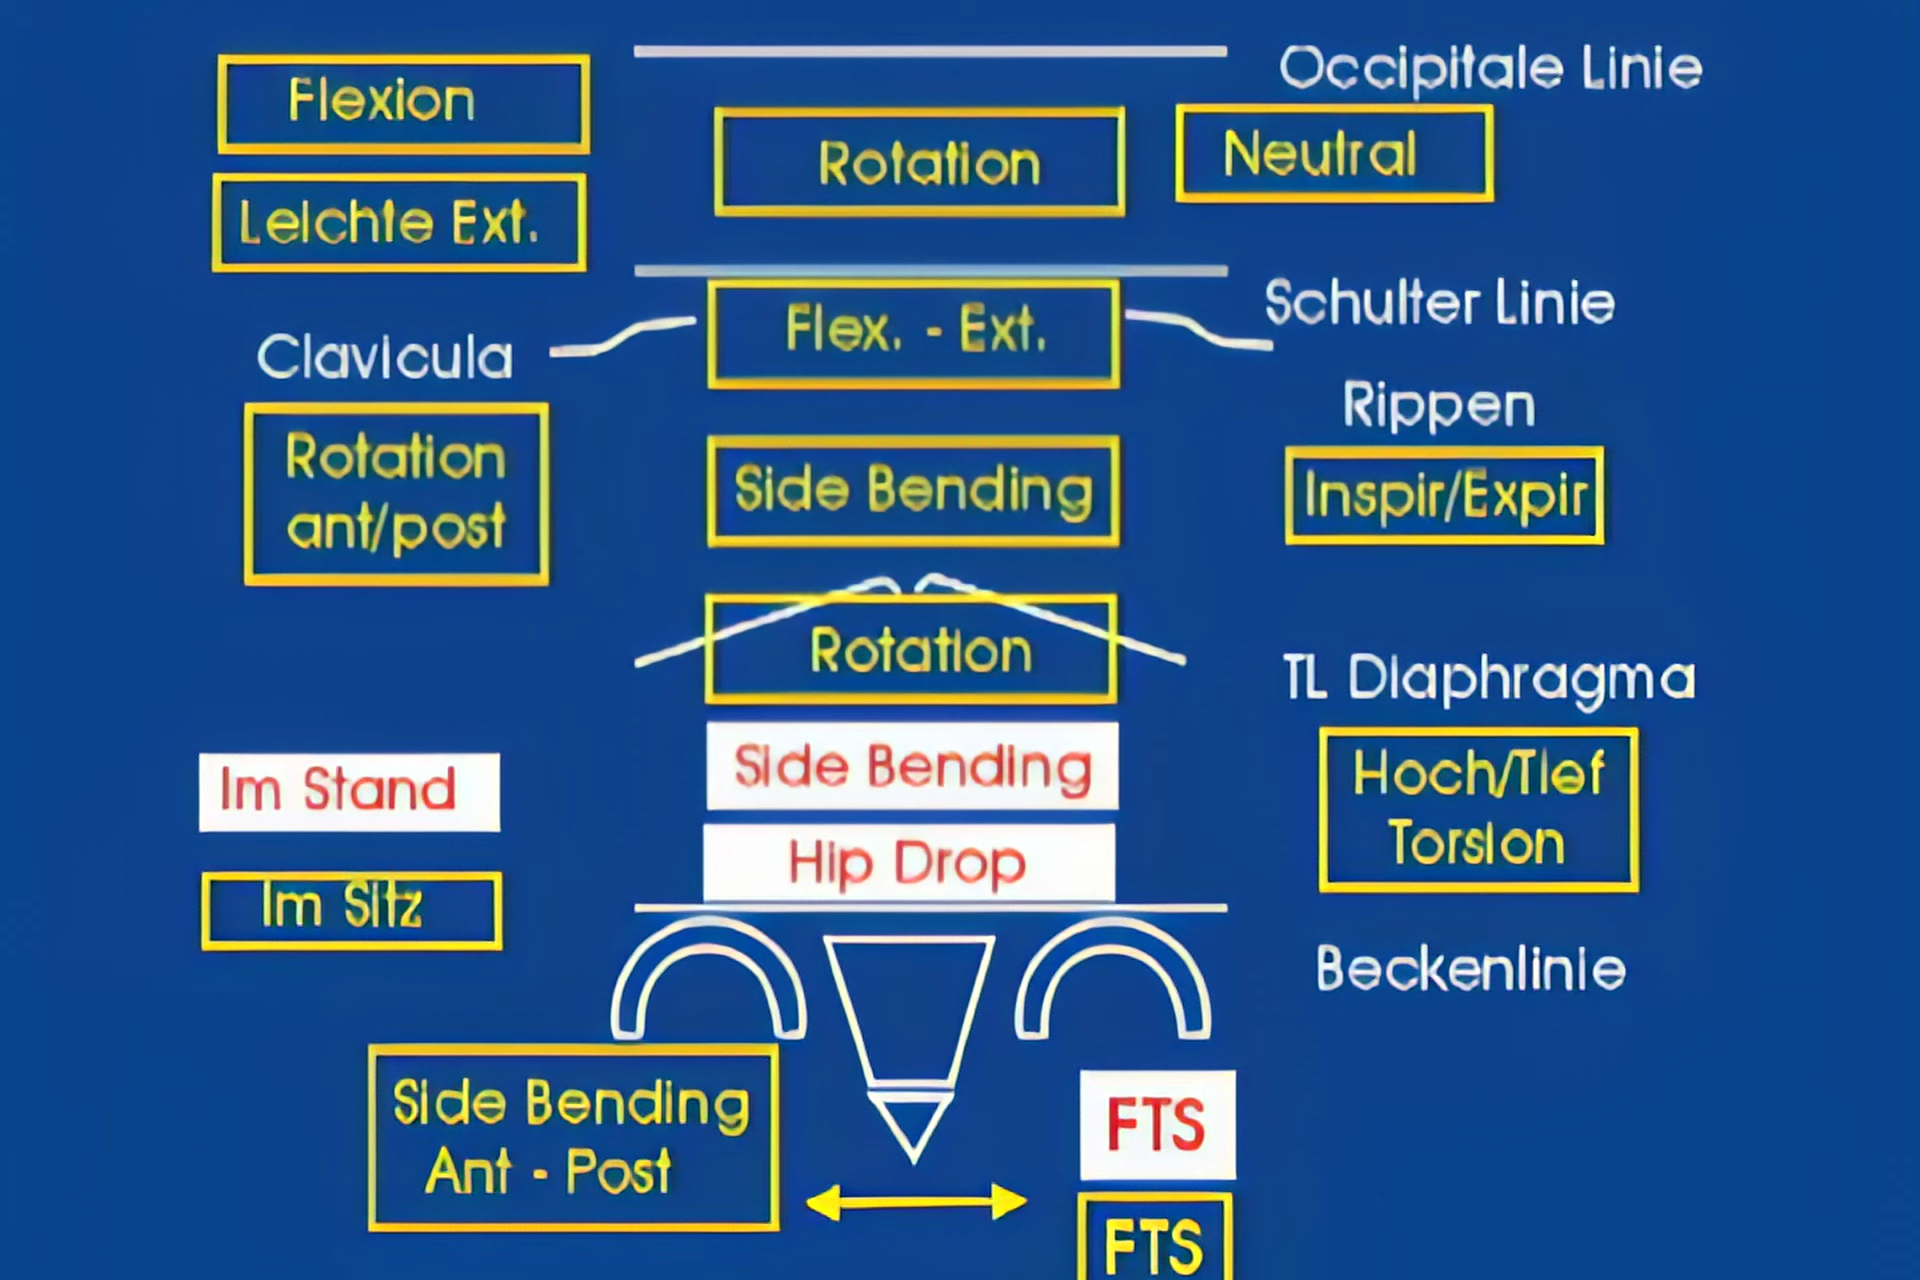 Occipitale Linie
Flexion
Rotation
Neutral
Leichte Ext.
Schulter Linie
Flex. - Ext.
Clavicula
Rippen
Rotation
ant/post
Side Bending
Inspir/Expir
Rotation
TL Diaphragma
Im Stand
Side Bending
Hoch/Tief
Torsion
Hip Drop
Im Sitz
Beckenlinie
Side Bending
Ant - Post
FTS
FTS